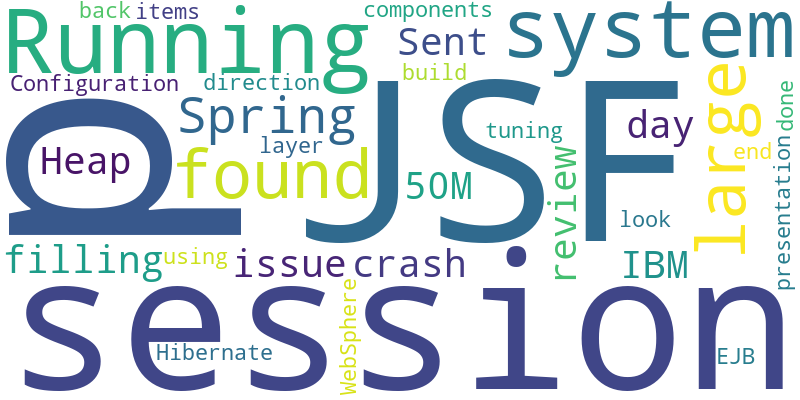 back items components
Running Sent system
Configuration direction build
Spring tuning day large done
p Heap layer JSF
found 50M review look end presentation
filling using issue crash IBM
session
Hibernate WebSphere EJB